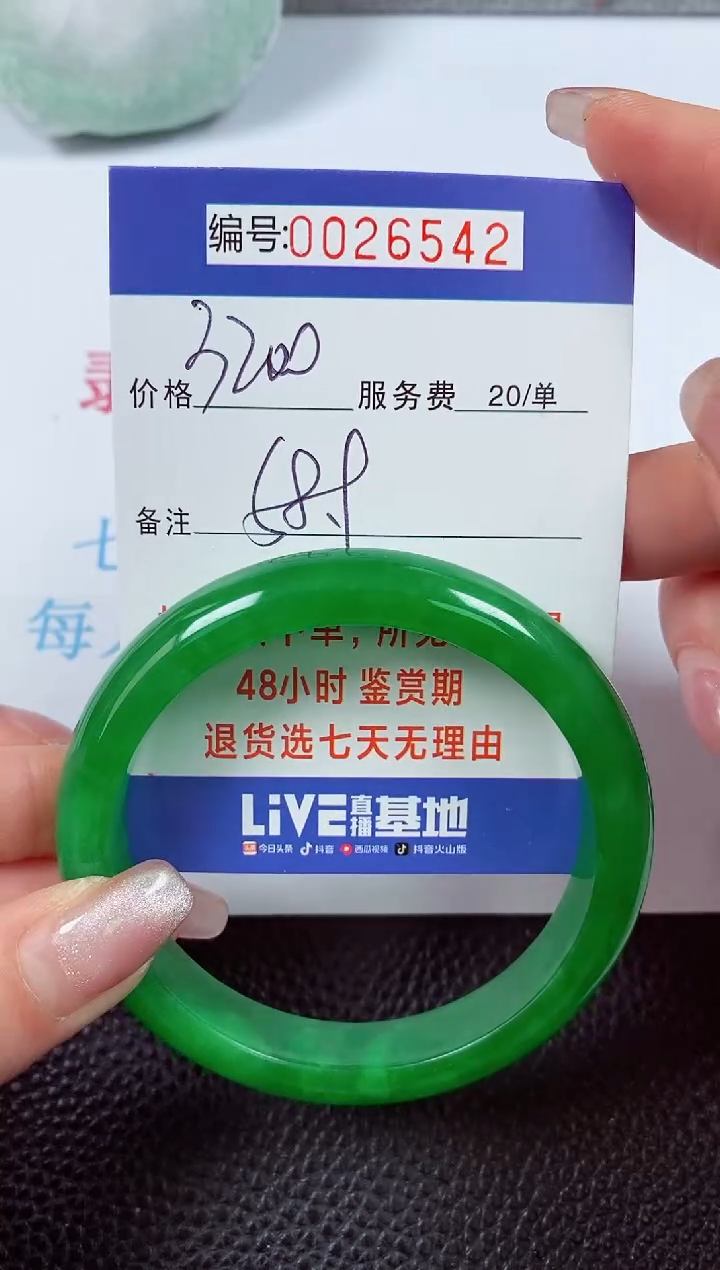 编号:0026542
价格 3200 服务费 20/单
备注 58.9
48小时 鉴赏期
退货选七天无理由
LiVE直播基地
今日头条 抖音 西瓜视频 抖音火山版
每